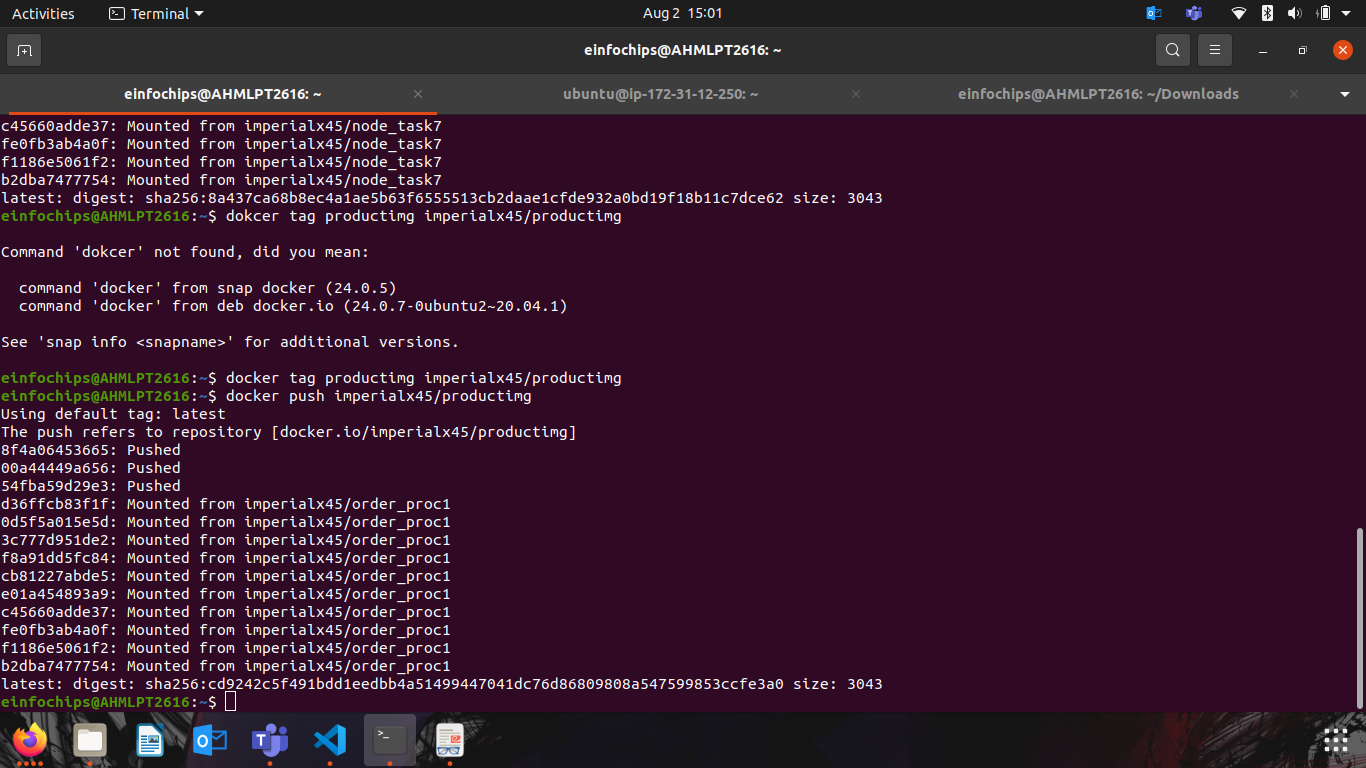 Activities
Terminal
Aug 2 15:01
einfochips@AHMLPT2616: ~
einfochips@AHMLPT2616: ~
ubuntu@ip-172-31-12-250: ~
einfochips@AHMLPT2616: ~/Downloads
c45660adde37: Mounted from imperialx45/node_task7
fe0fb3ab4a0f: Mounted from imperialx45/node_task7
f1186e5061f2: Mounted from imperialx45/node_task7
b2dba7477754: Mounted from imperialx45/node_task7
latest: digest: sha256:8a437ca68b8ec4a1ae5b63f6555513cb2daae1cfde932a0bd19f18b11c7dce62 size: 3043
einfochips@AHMLPT2616:~$ dokcer tag productimg imperialx45/productimg
Command 'dokcer' not found, did you mean:
command 'docker' from snap docker (24.0.5)
command 'docker' from deb docker.io (24.0.7-0ubuntu2~20.04.1)
See 'snap info <snapname>' for additional versions.
einfochips@AHMLPT2616:~$ docker tag productimg imperialx45/productimg
einfochips@AHMLPT2616:~$ docker push imperialx45/productimg
Using default tag: latest
The push refers to repository [docker.io/imperialx45/productimg]
8f4a06453665: Pushed
00a44449a656: Pushed
54fba59d29e3: Pushed
d36ffcb83f1f: Mounted from imperialx45/order_proc1
0d5f5a015e5d: Mounted from imperialx45/order_proc1
3c777d951de2: Mounted from imperialx45/order_proc1
f8a91dd5fc84: Mounted from imperialx45/order_proc1
cb81227abde5: Mounted from imperialx45/order_proc1
e01a454893a9: Mounted from imperialx45/order_proc1
c45660adde37: Mounted from imperialx45/order_proc1
fe0fb3ab4a0f: Mounted from imperialx45/order_proc1
f1186e5061f2: Mounted from imperialx45/order_proc1
b2dba7477754: Mounted from imperialx45/order_proc1
latest: digest: sha256:cd9242c5f491bdd1eedbb4a51499447041dc76d86809808a547599853ccfe3a0 size: 3043
einfochips@AHMLPT2616:~$